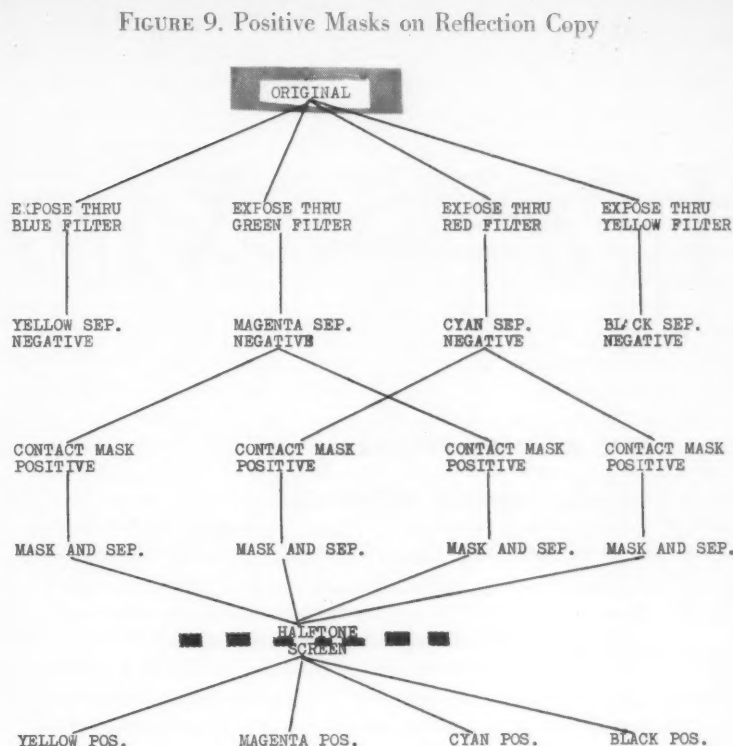 FIGURE 9. Positive Masks on Reflection Copy
ORIGINAL
EXPOSE THRU BLUE FILTER
EXPOSE THRU GREEN FILTER
EXPOSE THRU RED FILTER
EXPOSE THRU YELLOW FILTER
YELLOW SEP. NEGATIVE
MAGENTA SEP. NEGATIVE
CYAN SEP. NEGATIVE
BLACK SEP. NEGATIVE
CONTACT MASK POSITIVE
CONTACT MASK POSITIVE
CONTACT MASK POSITIVE
CONTACT MASK POSITIVE
MASK AND SEP.
MASK AND SEP.
MASK AND SEP.
MASK AND SEP.
HALFTONE
SCREEN
YELLOW POS.
MAGENTA POS.
CYAN POS.
BLACK POS.